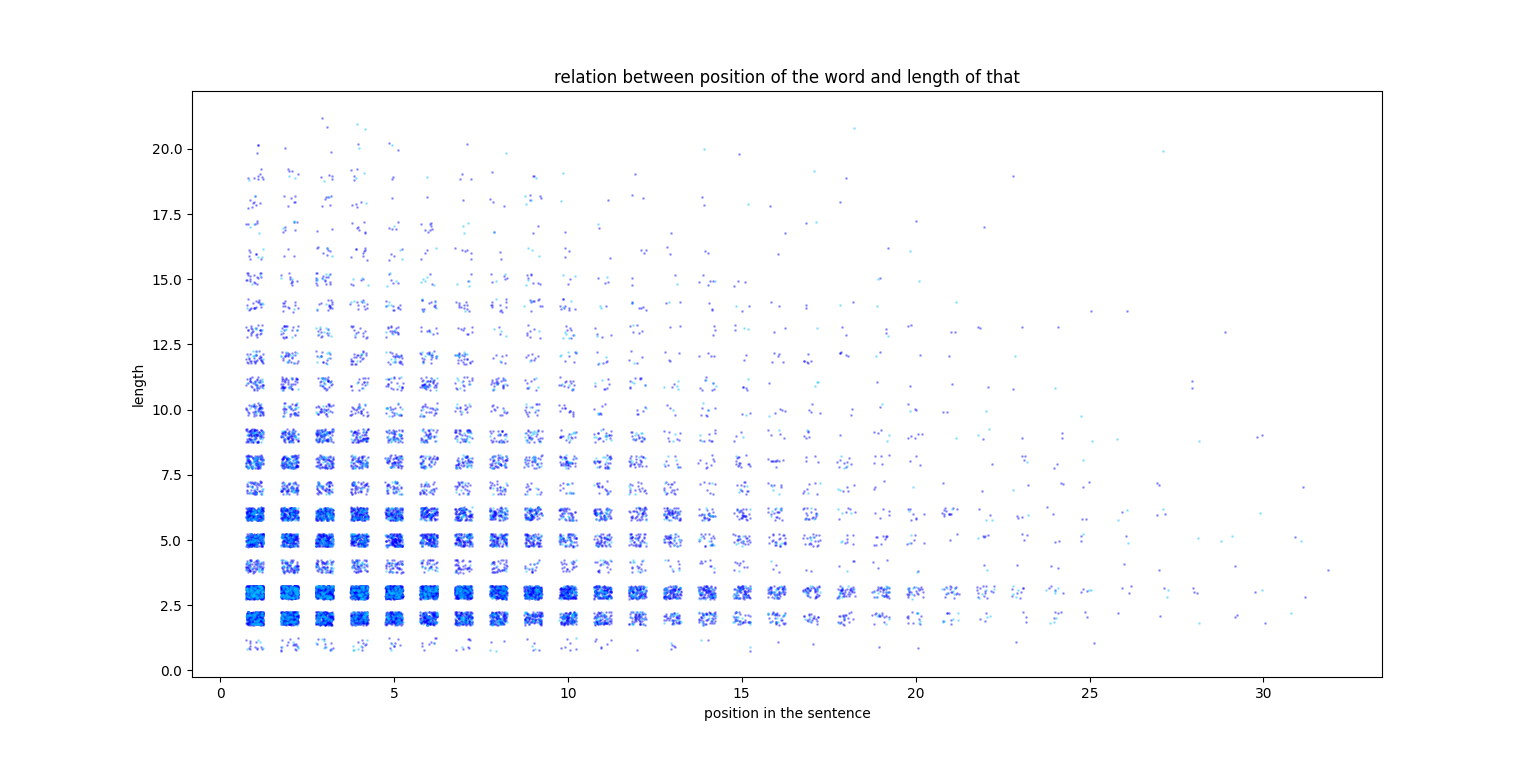 relation between position of the word and length of that
20.0
17.5
15.0
12.5
10.0
7.5
5.0
2.5
0.0
length
0 5 10 15 20 25 30
position in the sentence